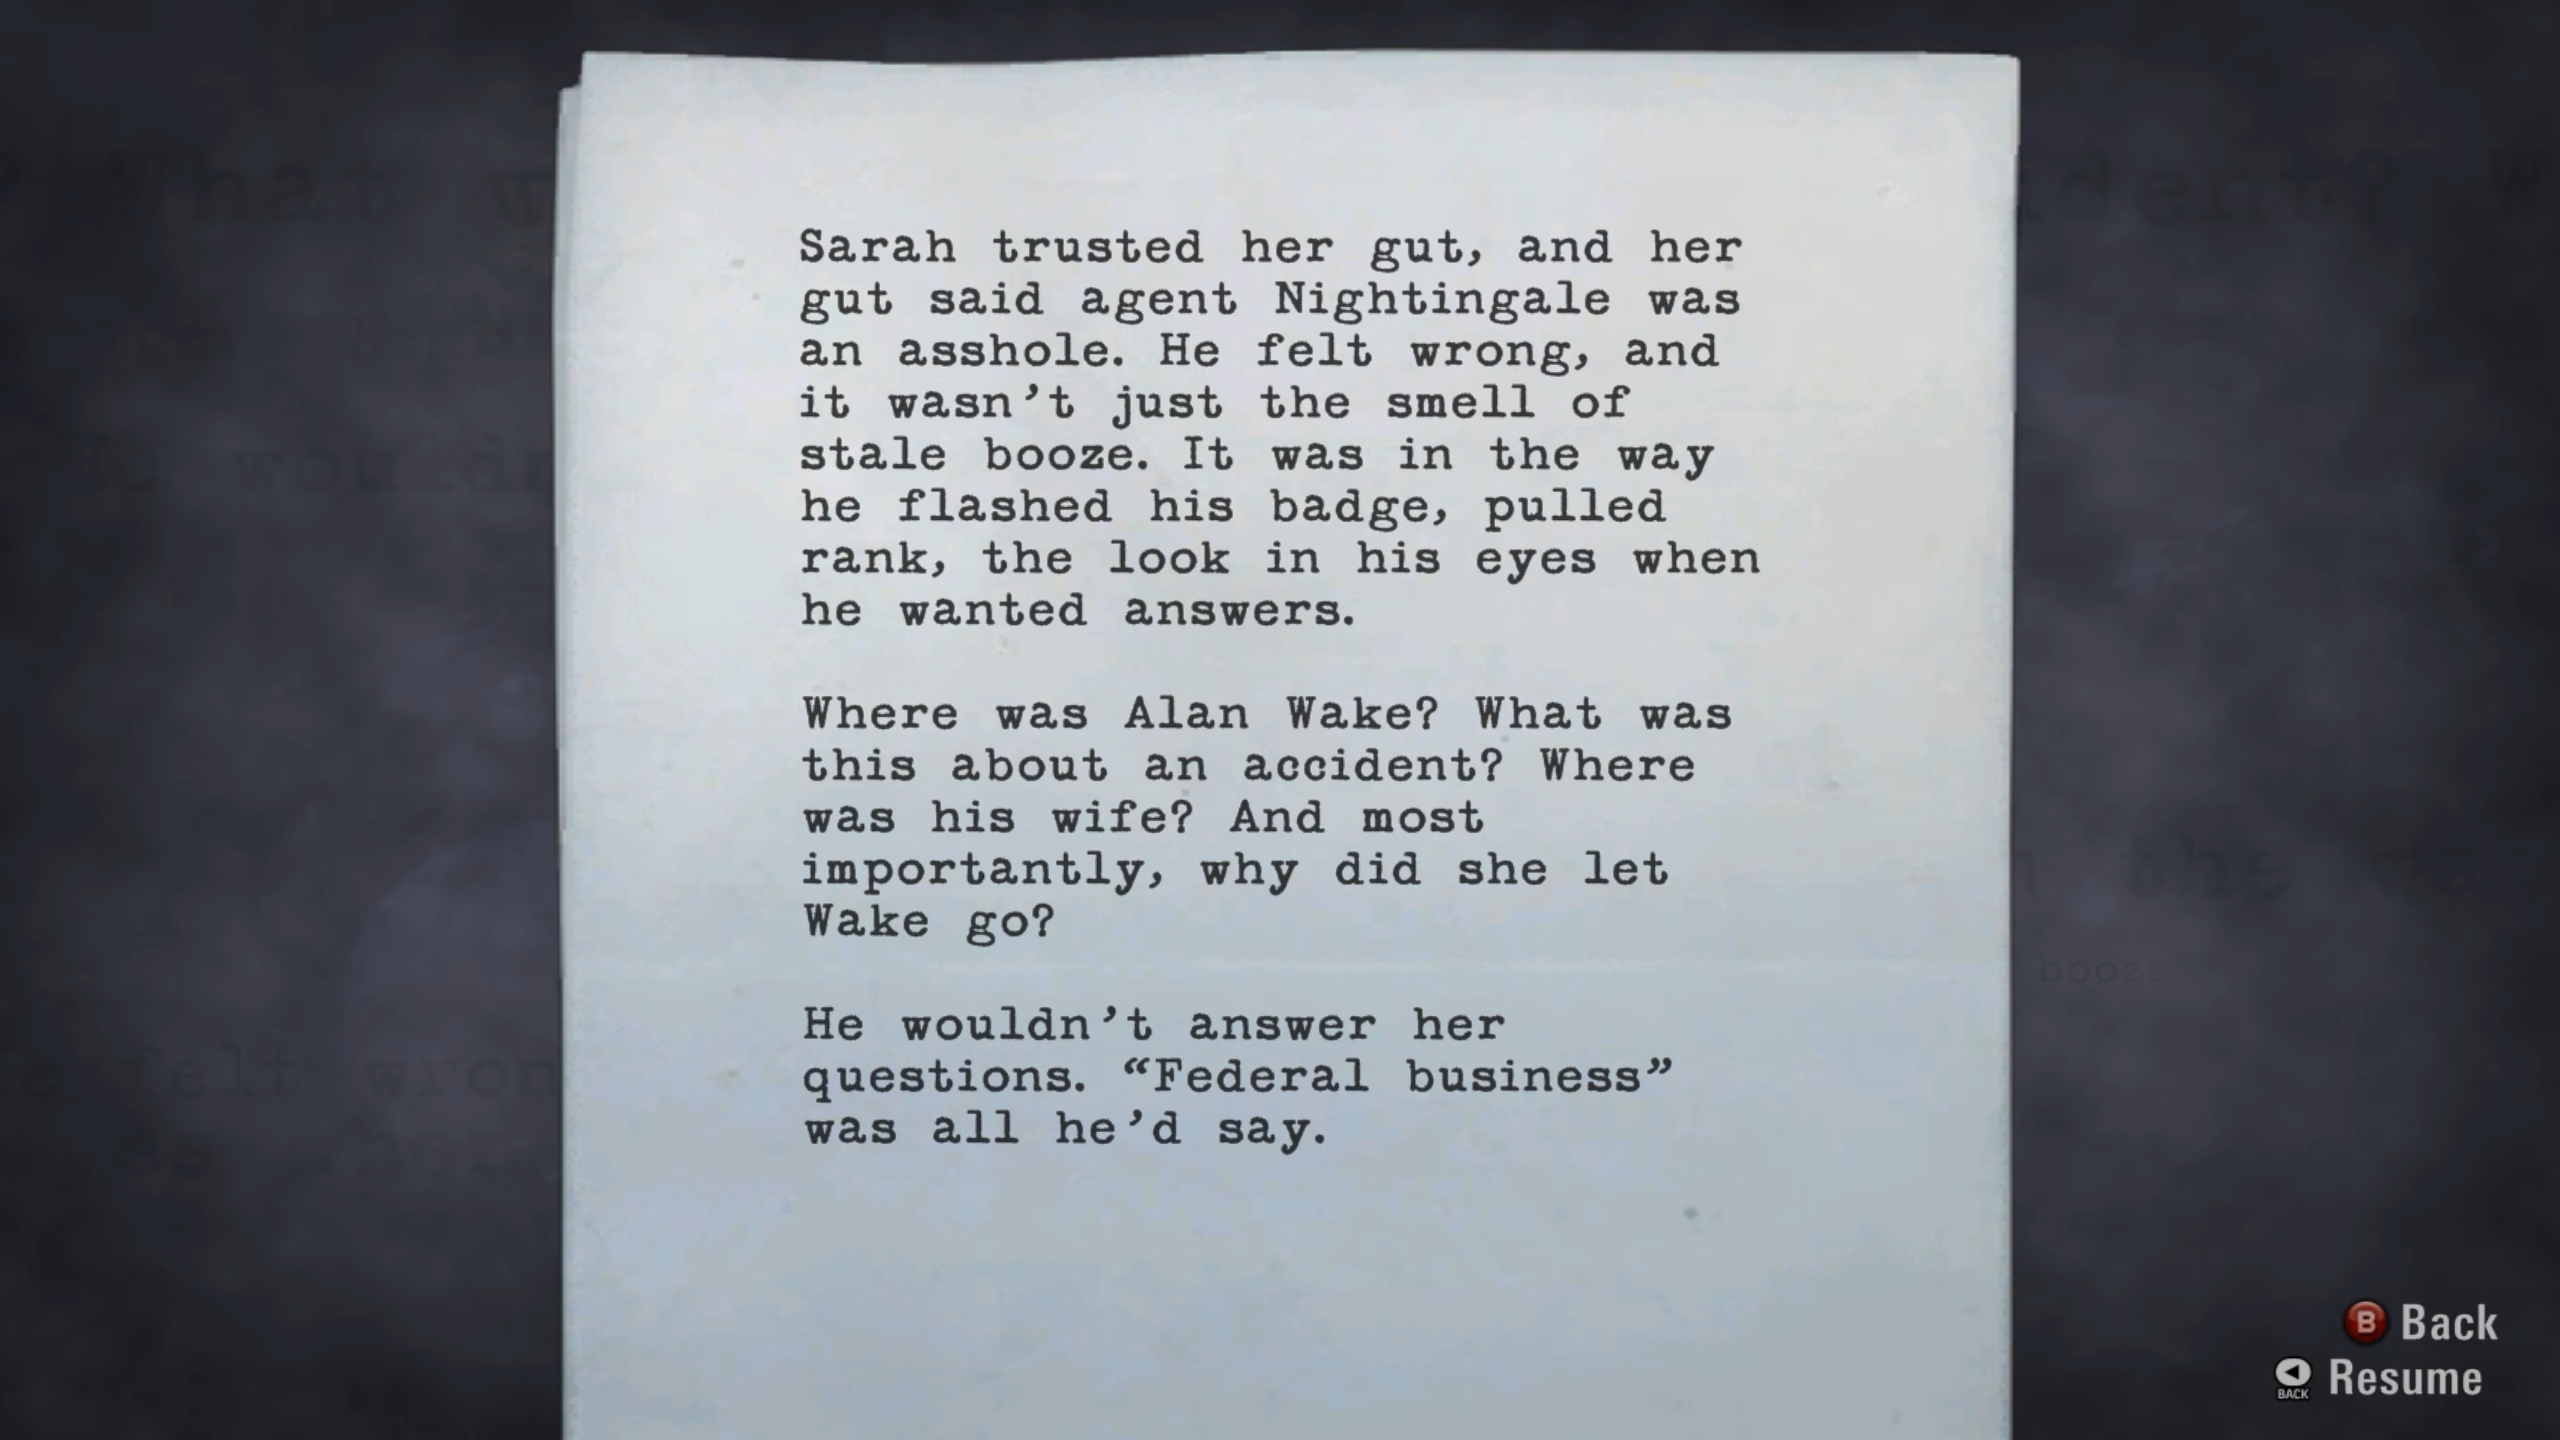 Sarah trusted her gut, and her
gut said agent Nightingale was
an asshole. He felt wrong, and
it wasn’t just the smell of
stale booze. It was in the way
he flashed his badge, pulled
rank, the look in his eyes when
he wanted answers.
Where was Alan Wake? What was
this about an accident? Where
was his wife? And most
importantly, why did she let
Wake go?
He wouldn’t answer her
questions. “Federal business”
was all he’d say.
B Back
BACK Resume